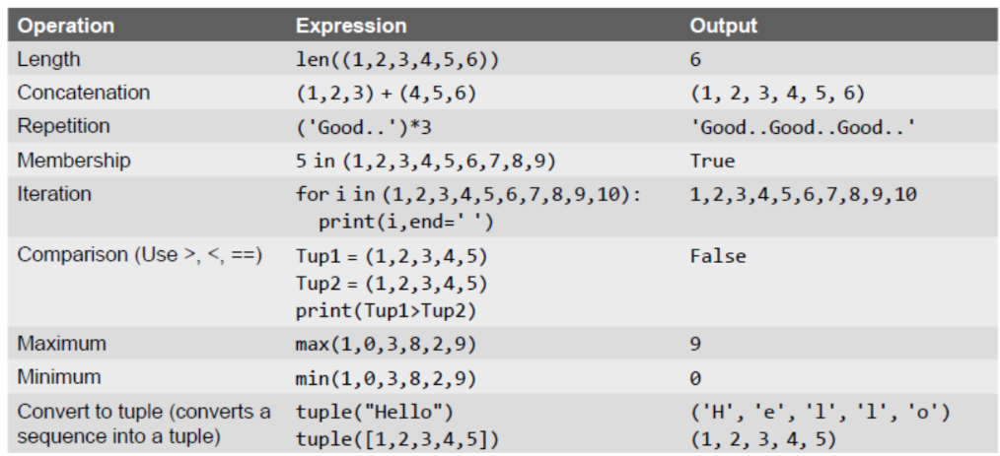 Operation Expression Output
Length len((1,2,3,4,5,6)) 6
Concatenation (1,2,3) + (4,5,6) (1, 2, 3, 4, 5, 6)
Repetition ('Good..')*3 'Good..Good..Good..'
Membership 5 in (1,2,3,4,5,6,7,8,9) True
Iteration for i in (1,2,3,4,5,6,7,8,9,10): 1,2,3,4,5,6,7,8,9,10
print(i,end=' ')
Comparison (Use >, <, ==) Tup1 = (1,2,3,4,5) False
Tup2 = (1,2,3,4,5)
print(Tup1>Tup2)
Maximum max(1,0,3,8,2,9) 9
Minimum min(1,0,3,8,2,9) 0
Convert to tuple (converts a tuple("Hello") ('H', 'e', 'l', 'l', 'o')
sequence into a tuple) tuple([1,2,3,4,5]) (1, 2, 3, 4, 5)